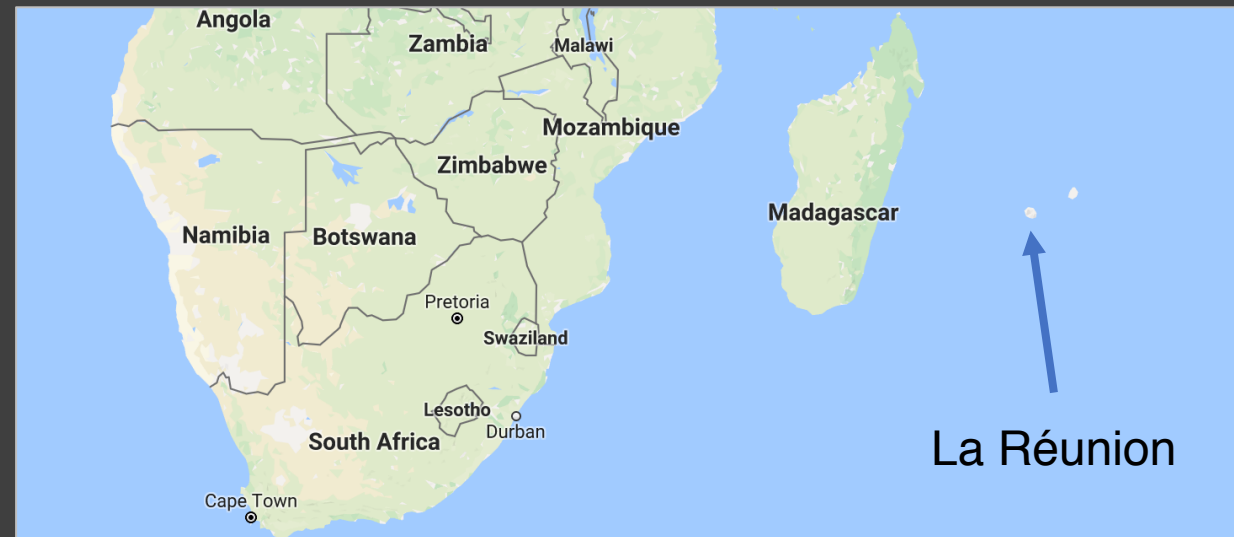 Angola
Zambia
Malawi
Mozambique
Zimbabwe
Madagascar
Namibia
Botswana
Pretoria
Swaziland
Lesotho
Durban
South Africa
La Réunion
Cape Town